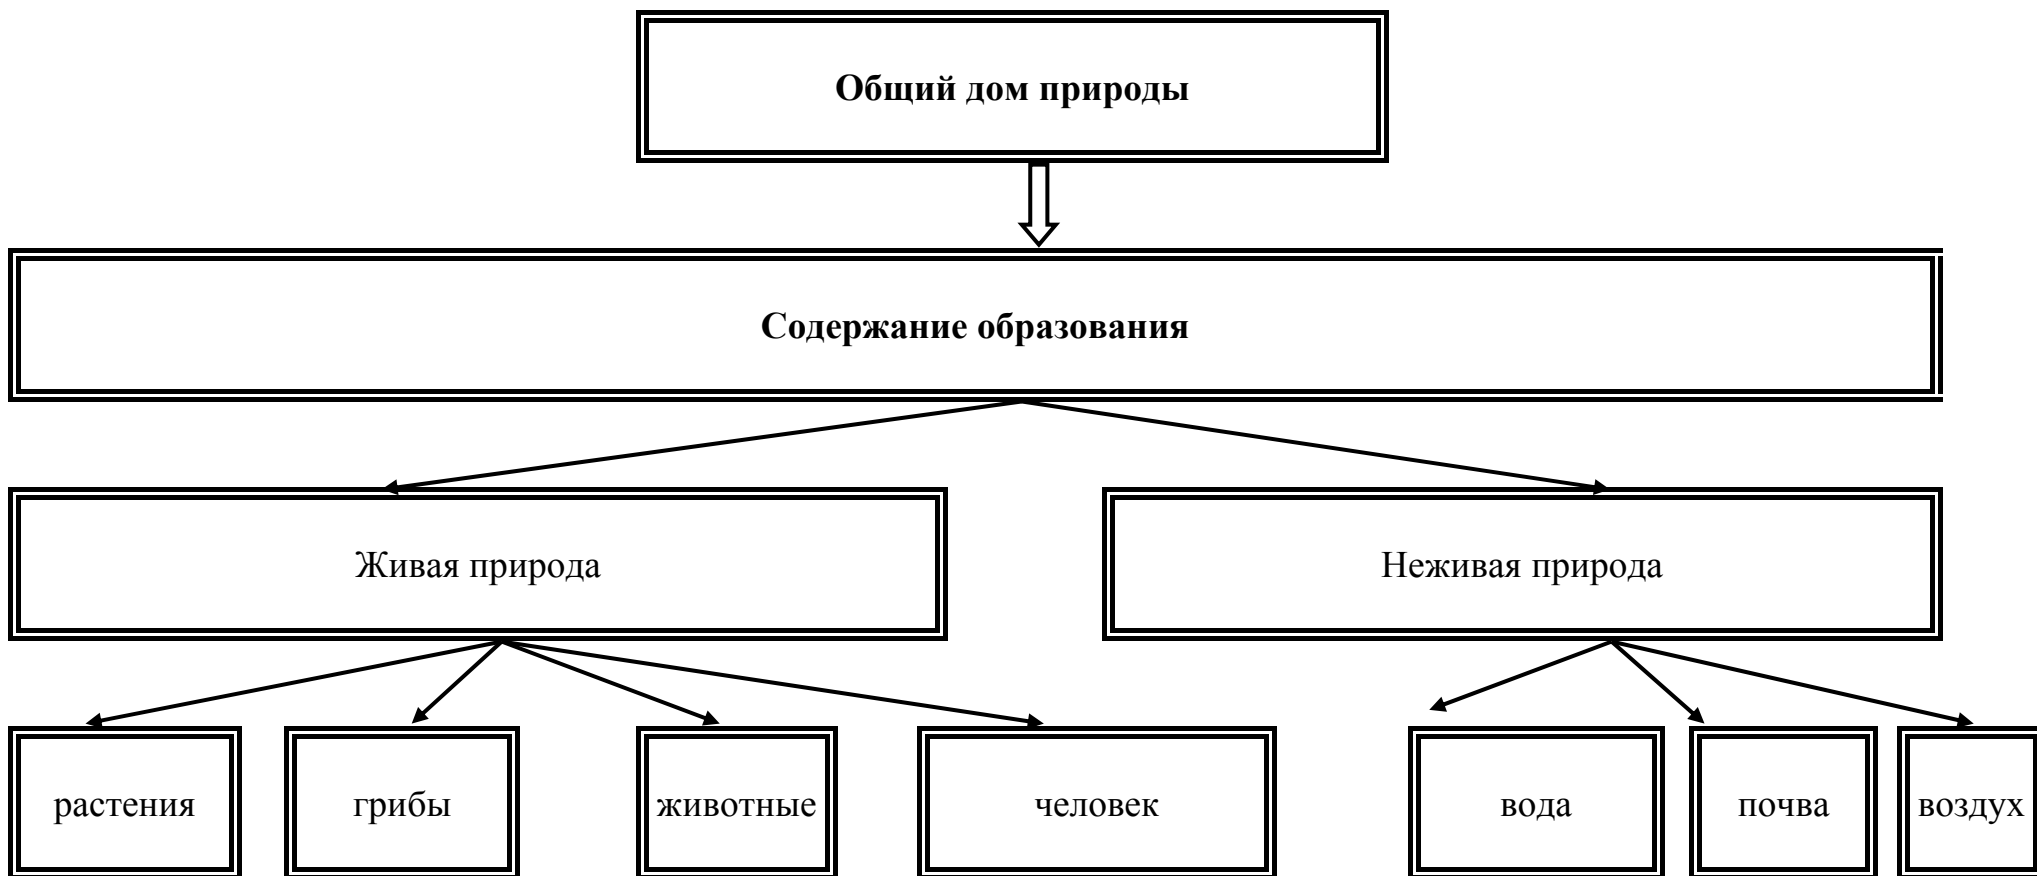 Общий дом природы
Содержание образования
Живая природа
Неживая природа
растения
грибы
животные
человек
вода
почва
воздух